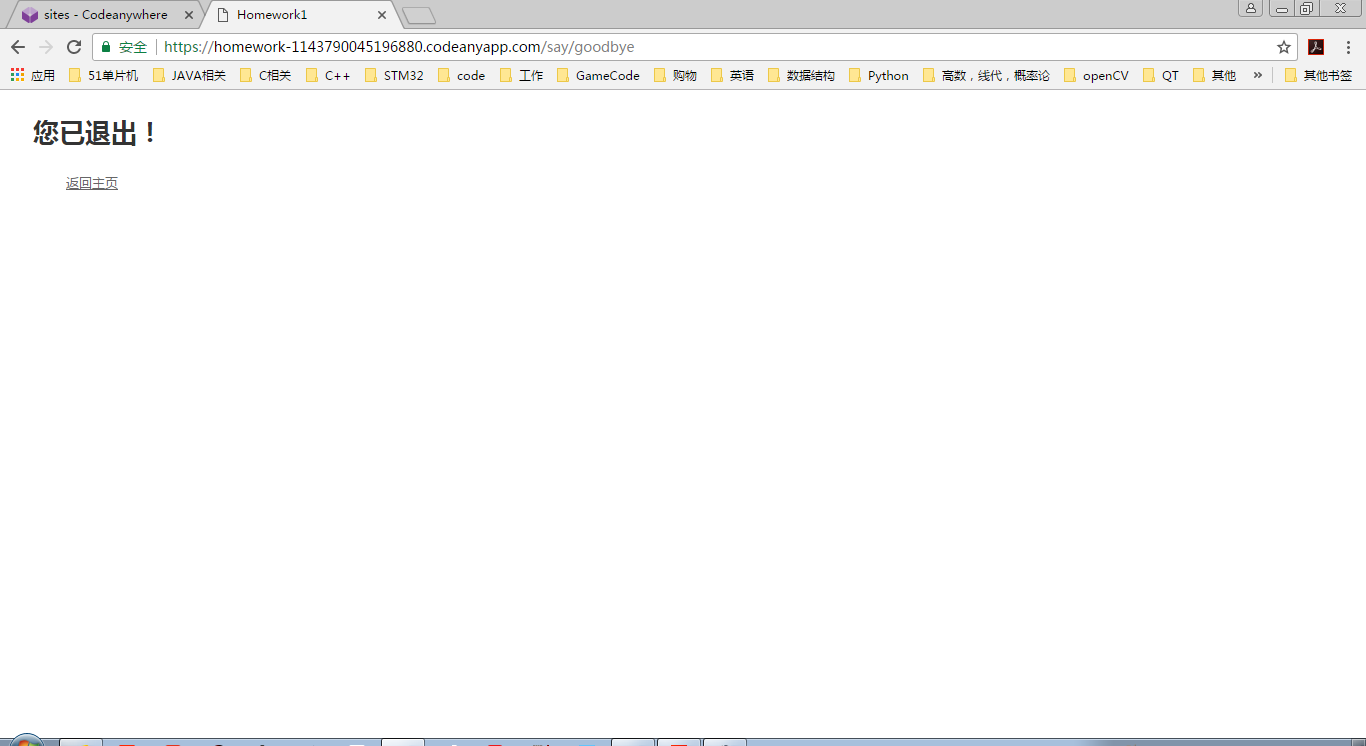 sites - Codeanywhere
Homework1
安全 https://homework-1143790045196880.codeanyapp.com/say/goodbye
应用 51单片机 JAVA相关 C相关 C++ STM32 code 工作 GameCode 购物 英语 数据结构 Python 高数，线代，概率论 openCV QT 其他 » 其他书签
您已退出！
返回主页